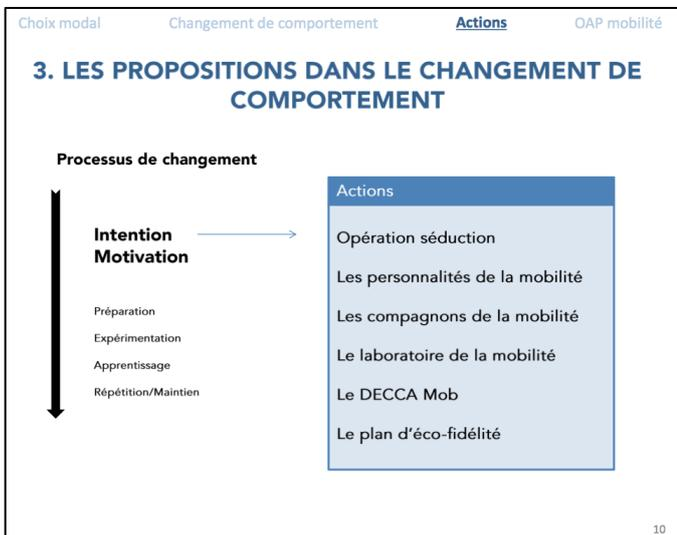 Choix modal Changement de comportement Actions OAP mobilité
3. LES PROPOSITIONS DANS LE CHANGEMENT DE
COMPORTEMENT
Processus de changement
Intention
Motivation
Préparation
Expérimentation
Apprentissage
Répétition/Maintien
Actions
Opération séduction
Les personnalités de la mobilité
Les compagnons de la mobilité
Le laboratoire de la mobilité
Le DECCA Mob
Le plan d'éco-fidélité
10